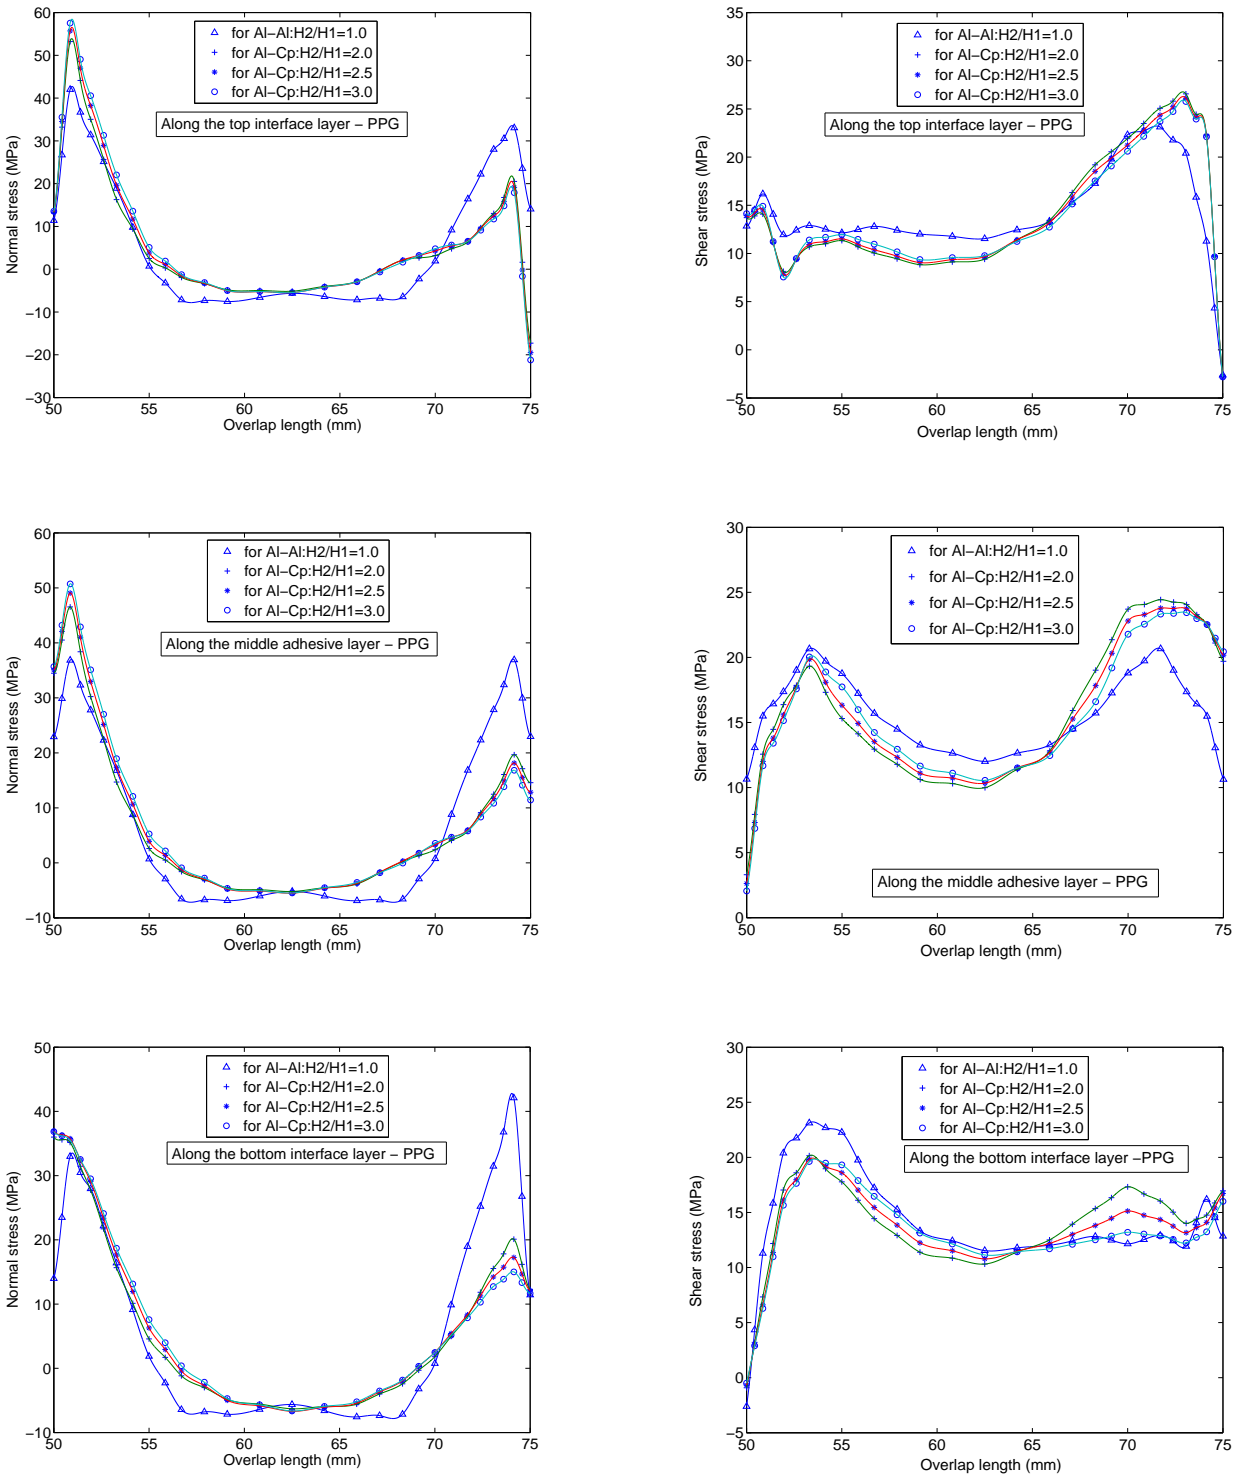 60
50
40
30
20
10
0
−10
−20
−30
50
55
60
65
70
75
Normal stress (MPa)
Overlap length (mm)
for Al−Al:H2/H1=1.0
for Al−Cp:H2/H1=2.0
for Al−Cp:H2/H1=2.5
for Al−Cp:H2/H1=3.0
Along the top interface layer − PPG
35
30
25
20
15
10
5
0
−5
50
55
60
65
70
75
Shear stress (MPa)
Overlap length (mm)
for Al−Al:H2/H1=1.0
for Al−Cp:H2/H1=2.0
for Al−Cp:H2/H1=2.5
for Al−Cp:H2/H1=3.0
Along the top interface layer − PPG
60
50
40
30
20
10
0
−10
50
55
60
65
70
75
Normal stress (MPa)
Overlap length (mm)
for Al−Al:H2/H1=1.0
for Al−Cp:H2/H1=2.0
for Al−Cp:H2/H1=2.5
for Al−Cp:H2/H1=3.0
Along the middle adhesive layer − PPG
30
25
20
15
10
5
0
50
55
60
65
70
75
Shear stress (MPa)
Overlap length (mm)
for Al−Al:H2/H1=1.0
for Al−Cp:H2/H1=2.0
for Al−Cp:H2/H1=2.5
for Al−Cp:H2/H1=3.0
Along the middle adhesive layer − PPG
50
40
30
20
10
0
−10
50
55
60
65
70
75
Normal stress (MPa)
Overlap length (mm)
for Al−Al:H2/H1=1.0
for Al−Cp:H2/H1=2.0
for Al−Cp:H2/H1=2.5
for Al−Cp:H2/H1=3.0
Along the bottom interface layer − PPG
30
25
20
15
10
5
0
−5
50
55
60
65
70
75
Shear stress (MPa)
Overlap length (mm)
for Al−Al:H2/H1=1.0
for Al−Cp:H2/H1=2.0
for Al−Cp:H2/H1=2.5
for Al−Cp:H2/H1=3.0
Along the bottom interface layer −PPG